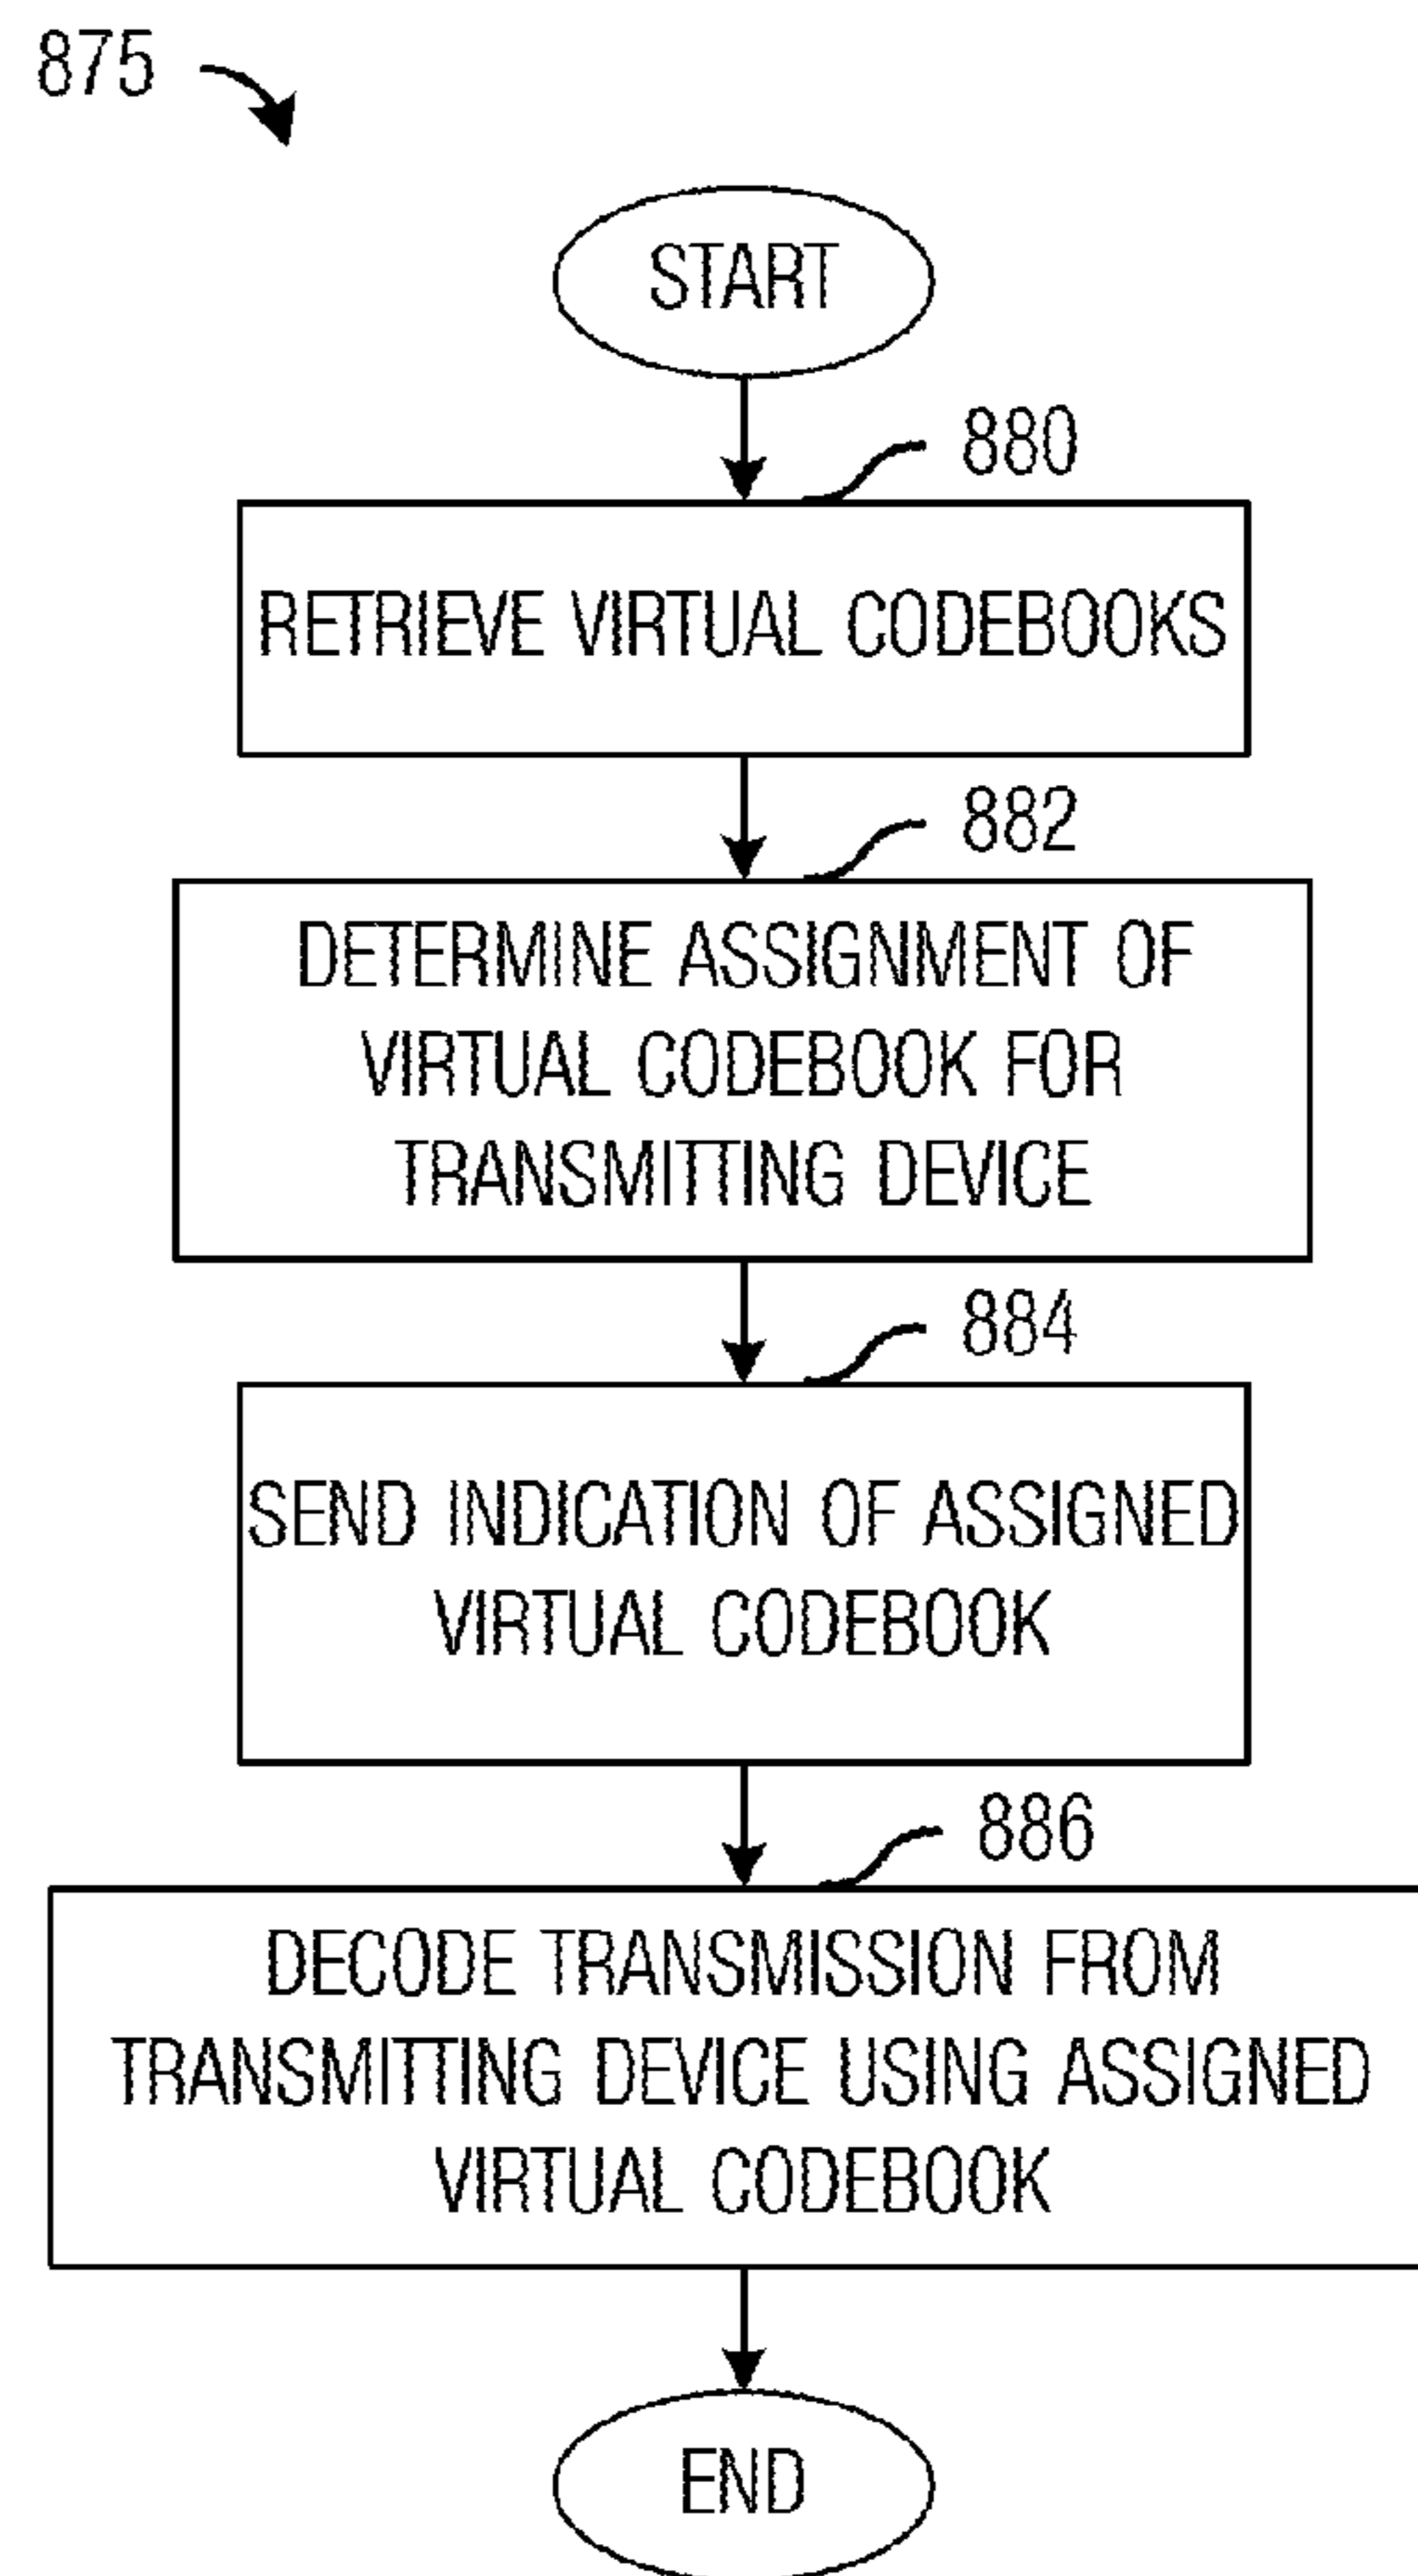 875
START
880
RETRIEVE VIRTUAL CODEBOOKS
882
DETERMINE ASSIGNMENT OF
VIRTUAL CODEBOOK FOR
TRANSMITTING DEVICE
884
SEND INDICATION OF ASSIGNED
VIRTUAL CODEBOOK
886
DECODE TRANSMISSION FROM
TRANSMITTING DEVICE USING ASSIGNED
VIRTUAL CODEBOOK
END